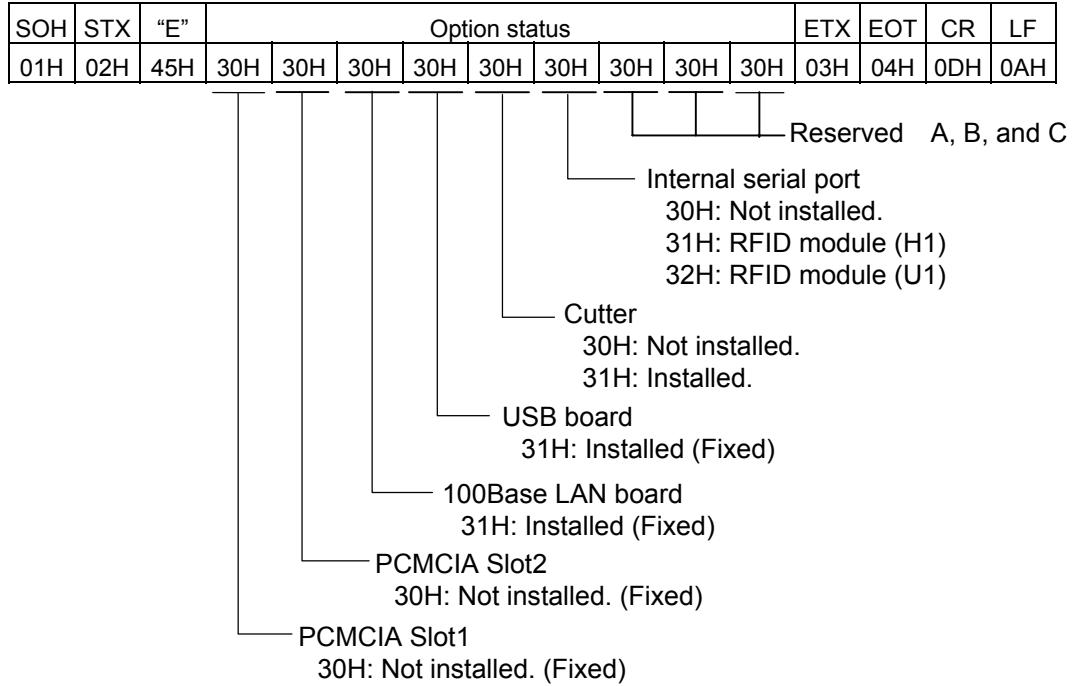 SOH STX “E” Option status ETX EOT CR LF
01H 02H 45H 30H 30H 30H 30H 30H 30H 30H 30H 30H 03H 04H 0DH 0AH
Reserved A, B, and C
Internal serial port
30H: Not installed.
31H: RFID module (H1)
32H: RFID module (U1)
Cutter
30H: Not installed.
31H: Installed.
USB board
31H: Installed (Fixed)
100Base LAN board
31H: Installed (Fixed)
PCMCIA Slot2
30H: Not installed. (Fixed)
PCMCIA Slot1
30H: Not installed. (Fixed)